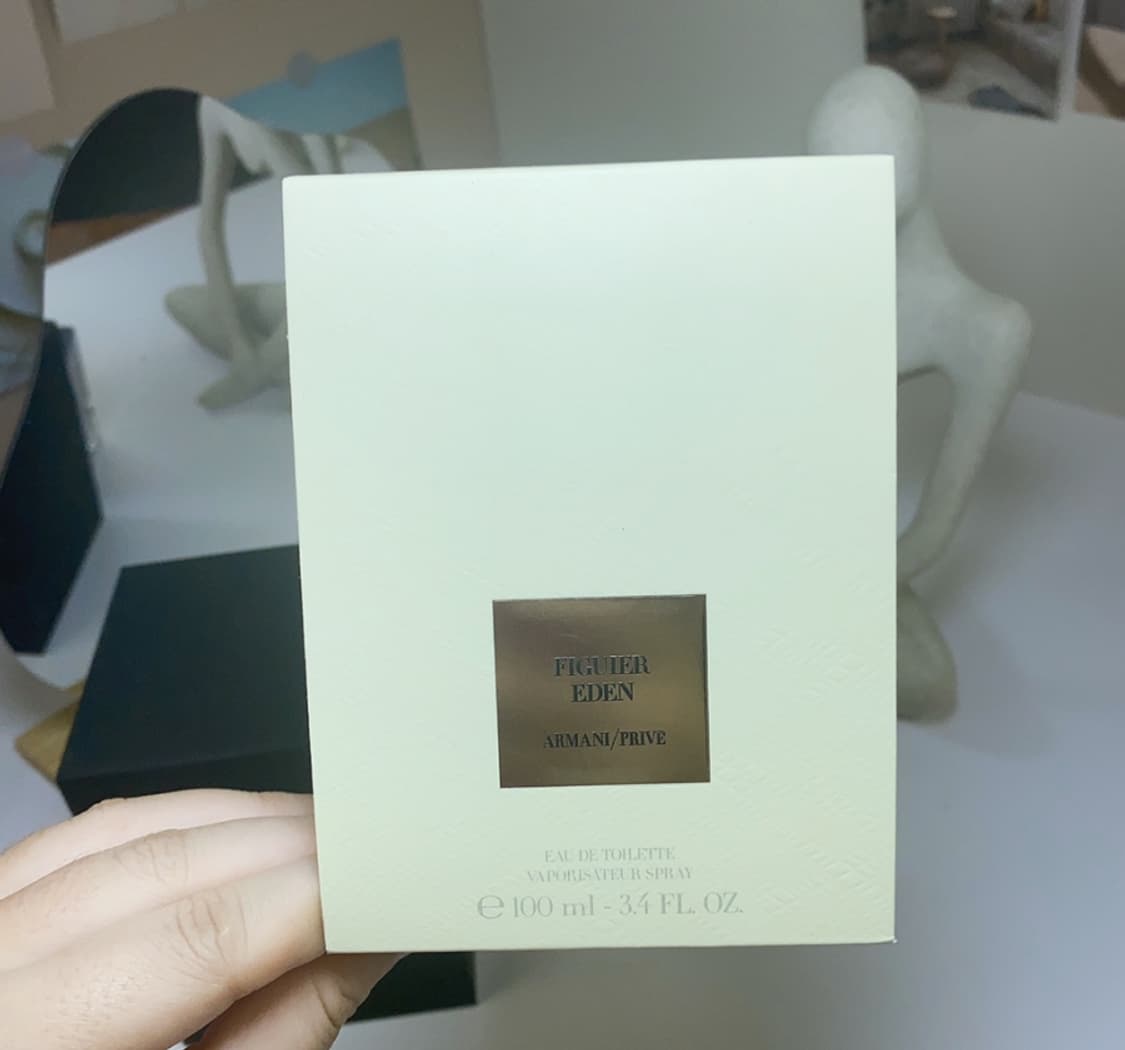 FIGUIER
EDEN
ARMANI/PRIVE
EAU DE TOILETTE
VAPORISATEUR SPRAY
℮ 100 ml - 3.4 FL. OZ.